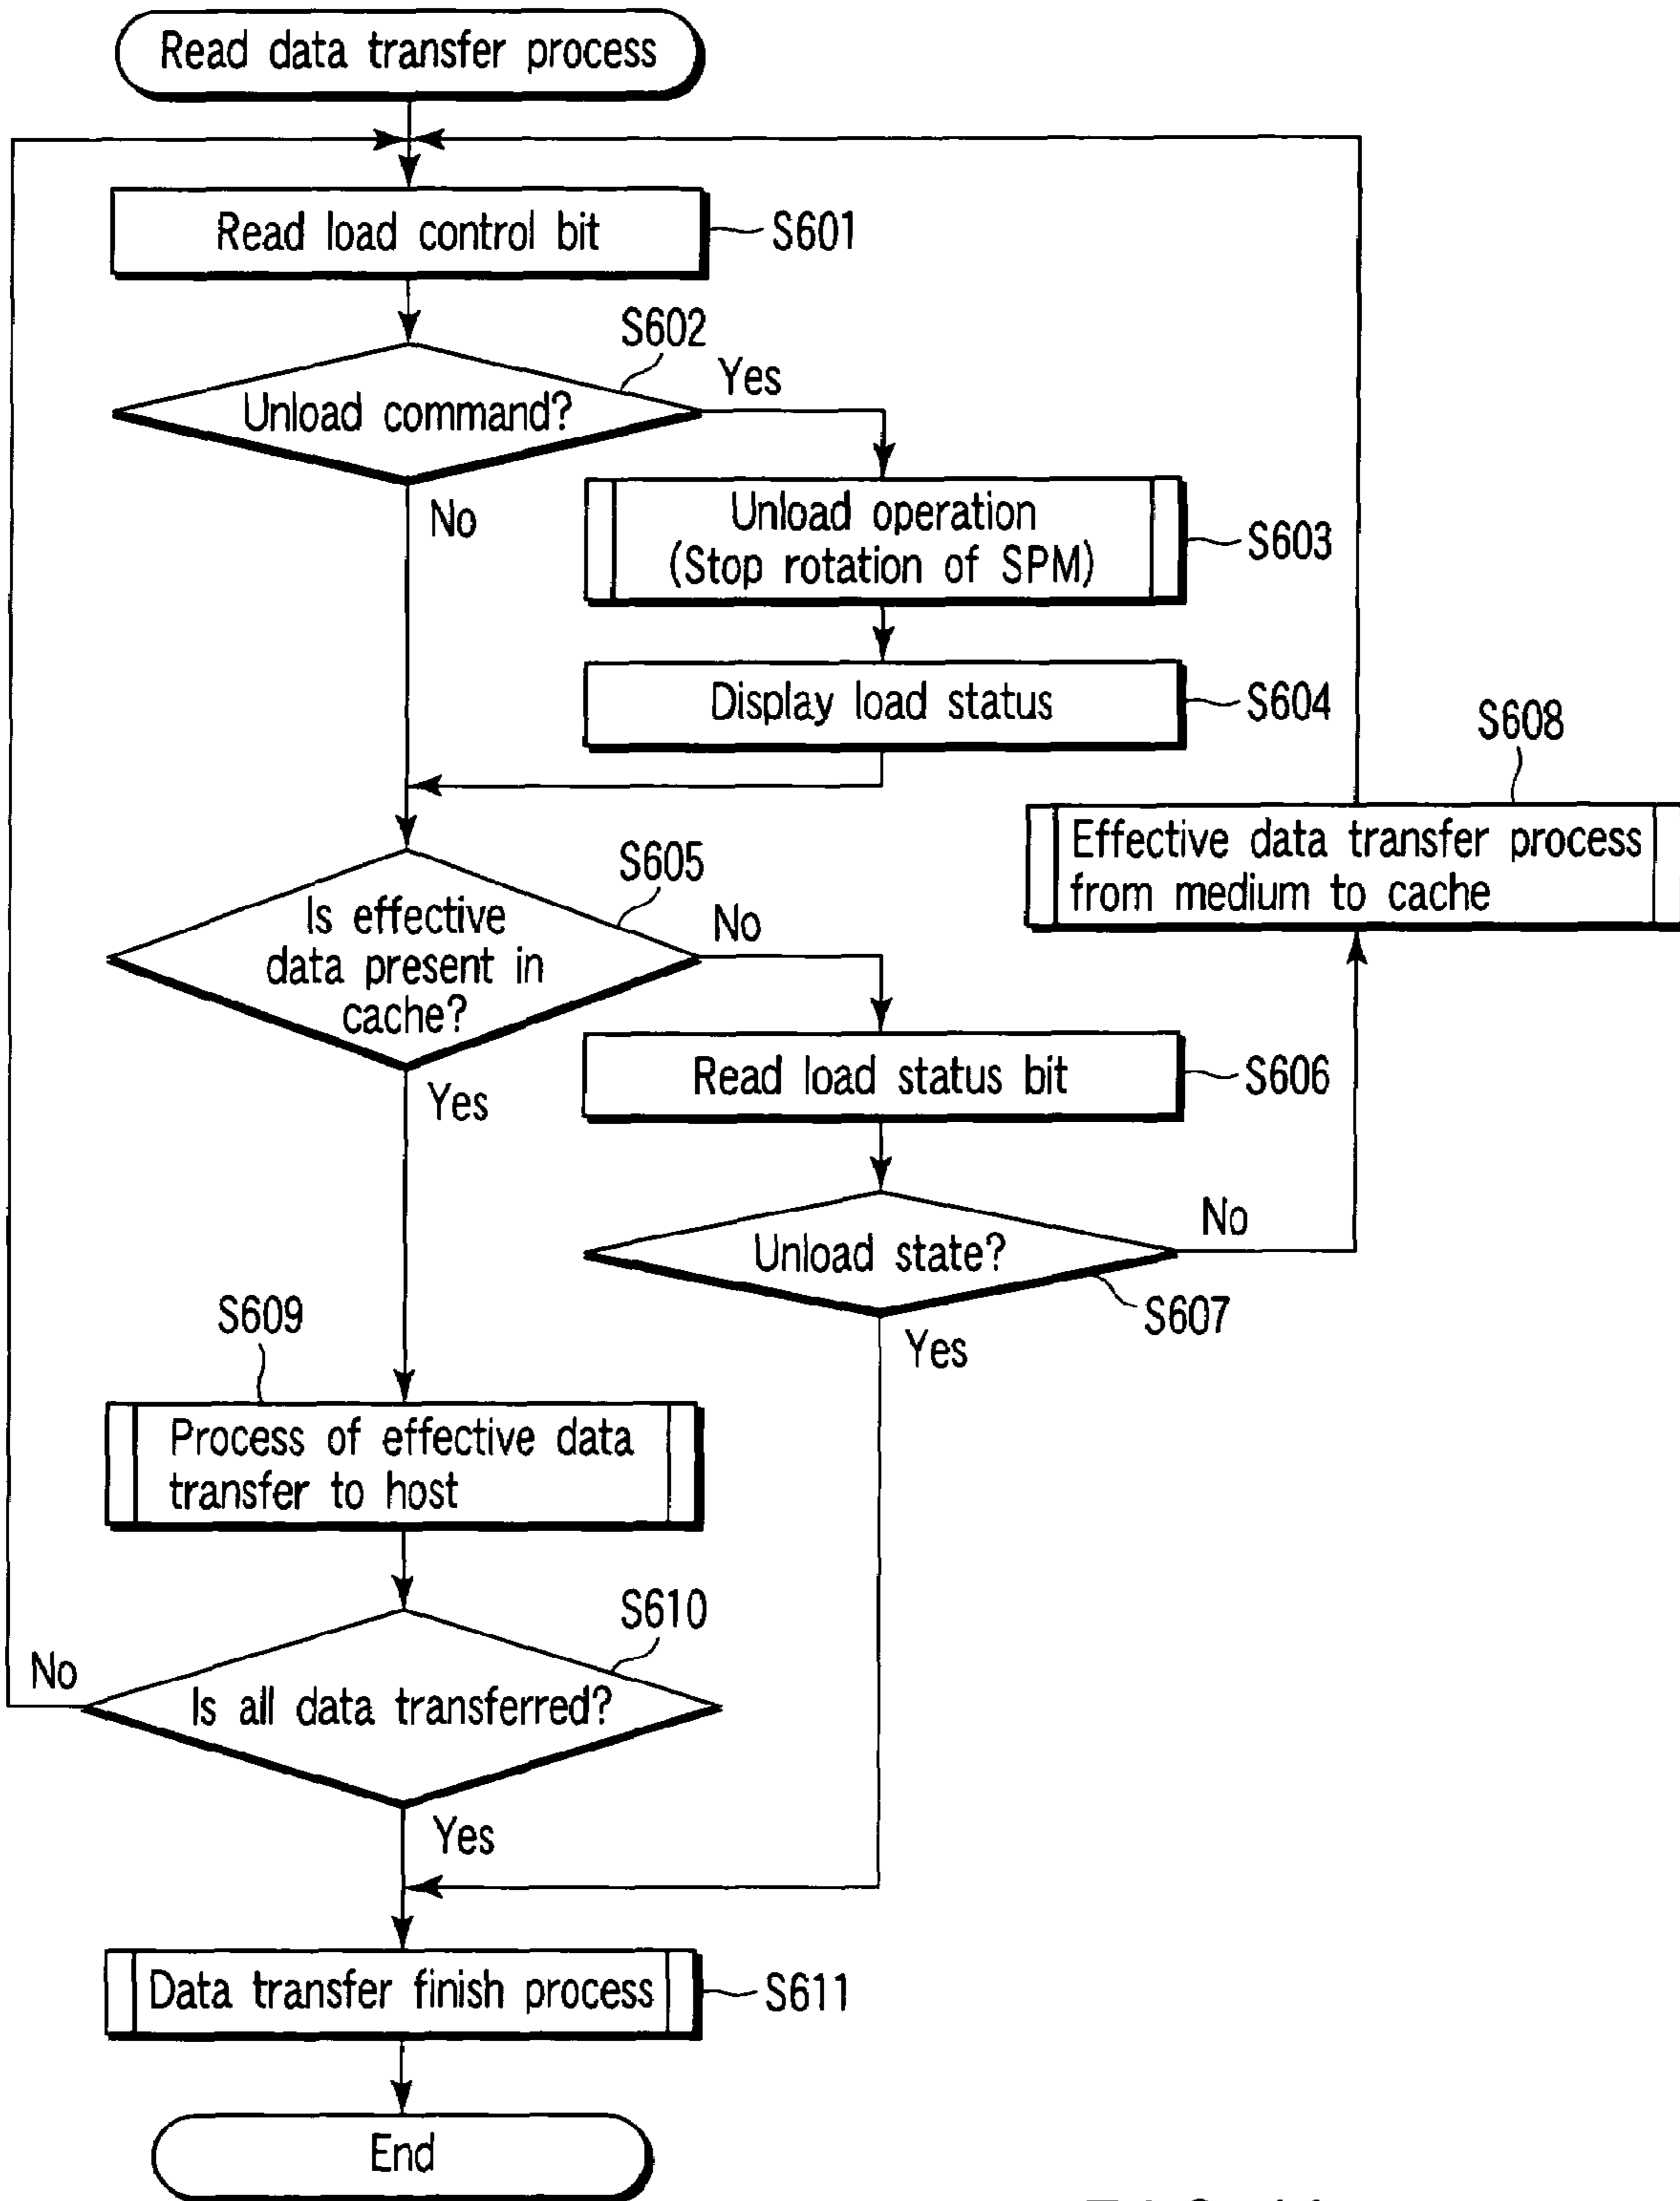 Read data transfer process
Read load control bit
S601
S602
Unload command?
Yes
No
Unload operation
(Stop rotation of SPM)
S603
Display load status
S604
S608
Effective data transfer process
from medium to cache
S605
Is effective
data present in
cache?
No
Yes
Read load status bit
S606
Unload state?
No
S607
Yes
S609
Process of effective data
transfer to host
S610
No
Is all data transferred?
Yes
Data transfer finish process
S611
End